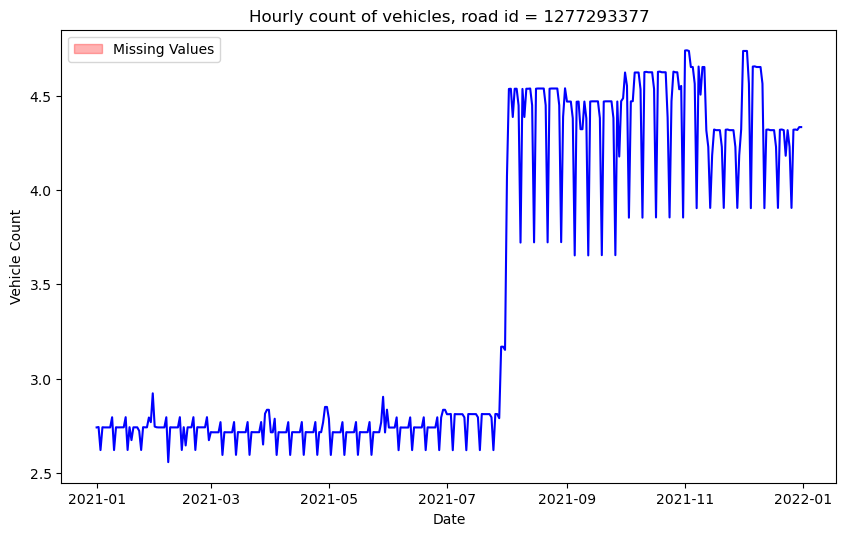 Hourly count of vehicles, road id = 1277293377
Missing Values
4.5
4.0
3.5
3.0
2.5
Vehicle Count
2021-01 2021-03 2021-05 2021-07 2021-09 2021-11 2022-01
Date